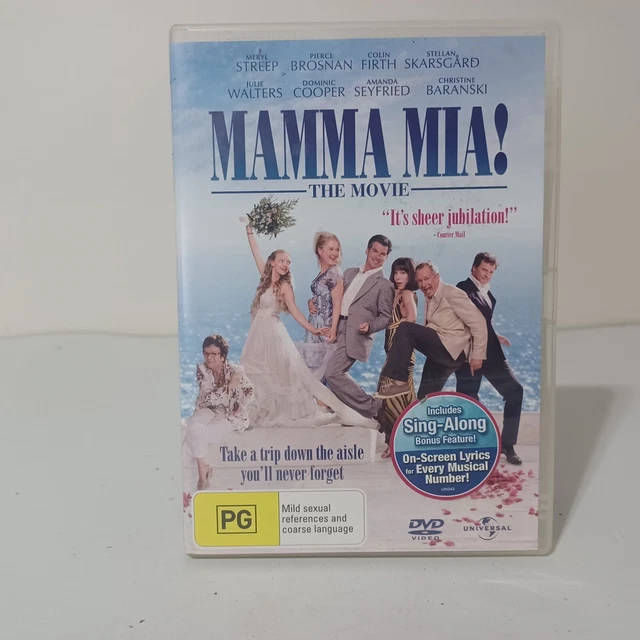 MERYL PIERCE COLIN STELLAN
STREEP BROSNAN FIRTH SKARSGÅRD
JULIE DOMINIC AMANDA CHRISTINE
WALTERS COOPER SEYFRIED BARANSKI
MAMMA MIA!
THE MOVIE
"It's sheer jubilation!"
- Courier Mail
Includes
Sing-Along
Bonus Feature!
On-Screen Lyrics
for Every Musical
Number!
Take a trip down the aisle
you'll never forget
PG
Mild sexual
references and
coarse language
DVD
VIDEO
UNIVERSAL